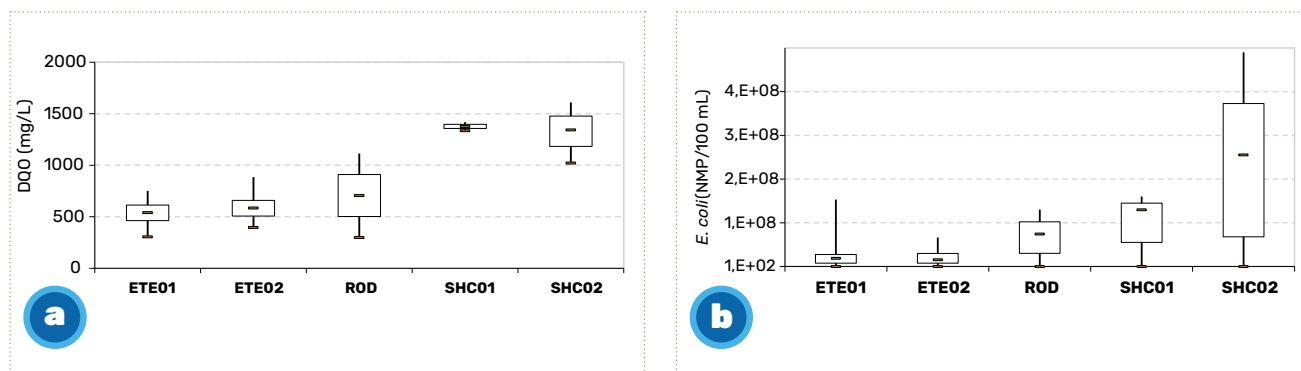 DQO (mg/L)
2000
1500
1000
500
0
ETE01 ETE02 ROD SHC01 SHC02
a
E. coli(NMP/100 mL)
4,E+08
3,E+08
2,E+08
1,E+08
1,E+02
ETE01 ETE02 ROD SHC01 SHC02
b